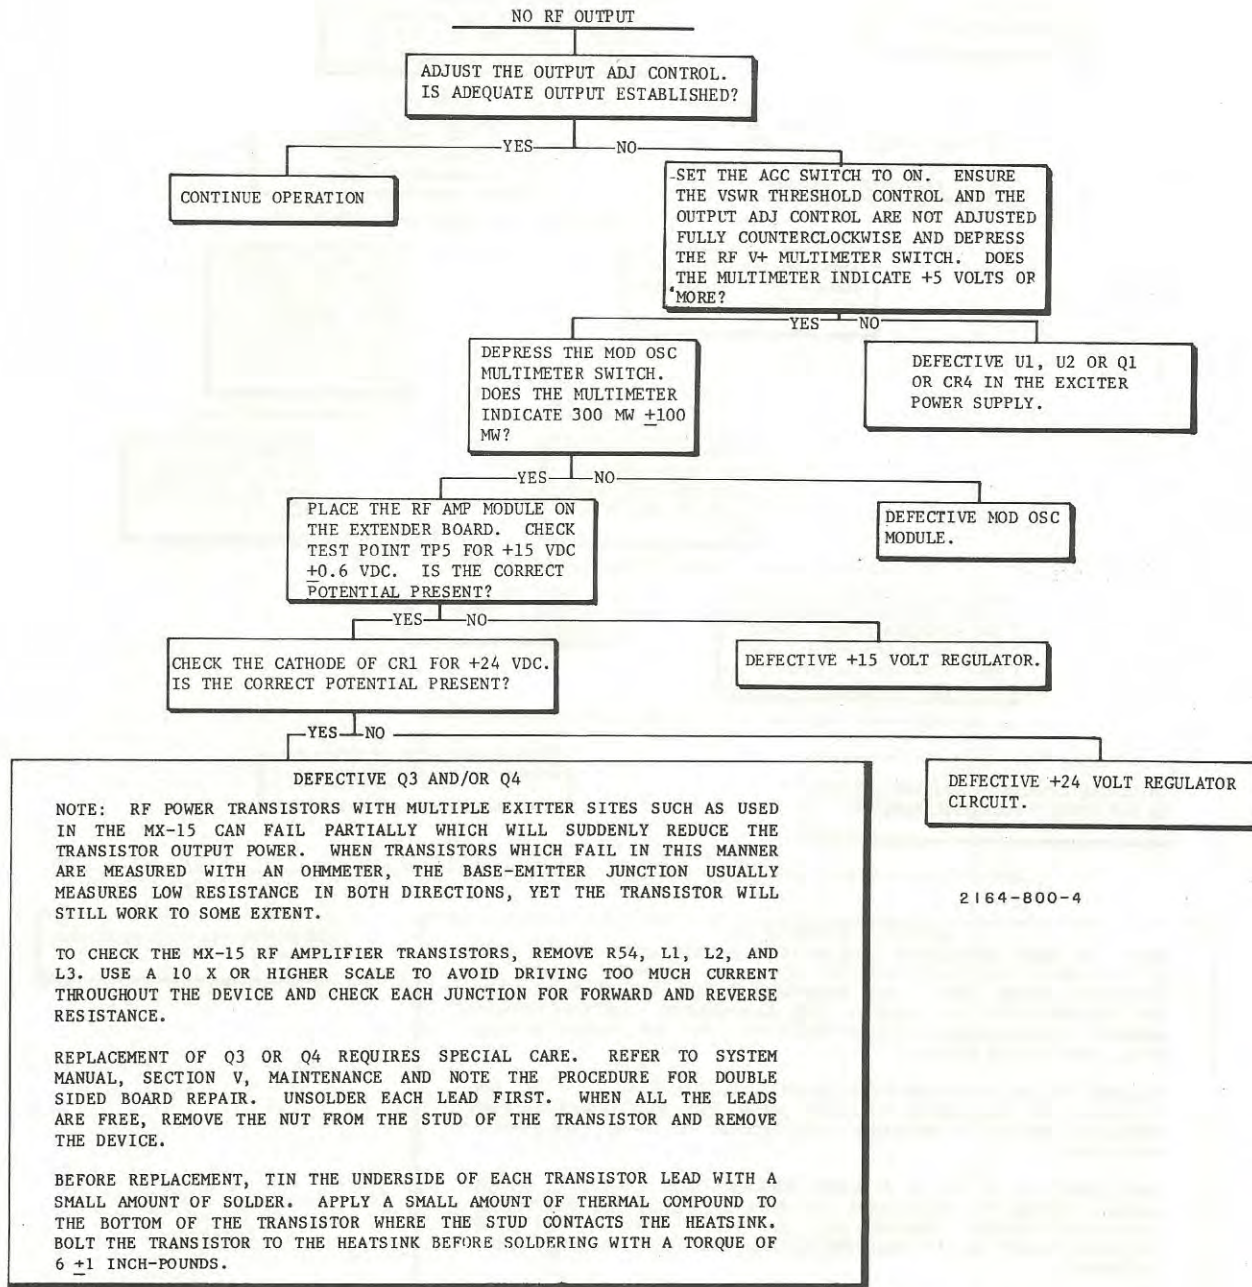 NO RF OUTPUT
ADJUST THE OUTPUT ADJ CONTROL.
IS ADEQUATE OUTPUT ESTABLISHED?
YES
NO
CONTINUE OPERATION
SET THE AGC SWITCH TO ON. ENSURE
THE VSWR THRESHOLD CONTROL AND THE
OUTPUT ADJ CONTROL ARE NOT ADJUSTED
FULLY COUNTERCLOCKWISE AND DEPRESS
THE RF V+ MULTIMETER SWITCH. DOES
THE MULTIMETER INDICATE +5 VOLTS OR
MORE?
YES
NO
DEPRESS THE MOD OSC
MULTIMETER SWITCH.
DOES THE MULTIMETER
INDICATE 300 MW ±100
MW?
DEFECTIVE U1, U2 OR Q1
OR CR4 IN THE EXCITER
POWER SUPPLY.
YES
NO
PLACE THE RF AMP MODULE ON
THE EXTENDER BOARD. CHECK
TEST POINT TP5 FOR +15 VDC
±0.6 VDC. IS THE CORRECT
POTENTIAL PRESENT?
DEFECTIVE MOD OSC
MODULE.
YES
NO
CHECK THE CATHODE OF CR1 FOR +24 VDC.
IS THE CORRECT POTENTIAL PRESENT?
DEFECTIVE +15 VOLT REGULATOR.
YES
NO
DEFECTIVE Q3 AND/OR Q4
NOTE: RF POWER TRANSISTORS WITH MULTIPLE EXITTER SITES SUCH AS USED
IN THE MX-15 CAN FAIL PARTIALLY WHICH WILL SUDDENLY REDUCE THE
TRANSISTOR OUTPUT POWER. WHEN TRANSISTORS WHICH FAIL IN THIS MANNER
ARE MEASURED WITH AN OHMMETER, THE BASE-EMITTER JUNCTION USUALLY
MEASURES LOW RESISTANCE IN BOTH DIRECTIONS, YET THE TRANSISTOR WILL
STILL WORK TO SOME EXTENT.
TO CHECK THE MX-15 RF AMPLIFIER TRANSISTORS, REMOVE R54, L1, L2, AND
L3. USE A 10 X OR HIGHER SCALE TO AVOID DRIVING TOO MUCH CURRENT
THROUGHOUT THE DEVICE AND CHECK EACH JUNCTION FOR FORWARD AND REVERSE
RESISTANCE.
REPLACEMENT OF Q3 OR Q4 REQUIRES SPECIAL CARE. REFER TO SYSTEM
MANUAL, SECTION V, MAINTENANCE AND NOTE THE PROCEDURE FOR DOUBLE
SIDED BOARD REPAIR. UNSOLDER EACH LEAD FIRST. WHEN ALL THE LEADS
ARE FREE, REMOVE THE NUT FROM THE STUD OF THE TRANSISTOR AND REMOVE
THE DEVICE.
BEFORE REPLACEMENT, TIN THE UNDERSIDE OF EACH TRANSISTOR LEAD WITH A
SMALL AMOUNT OF SOLDER. APPLY A SMALL AMOUNT OF THERMAL COMPOUND TO
THE BOTTOM OF THE TRANSISTOR WHERE THE STUD CONTACTS THE HEATSINK.
BOLT THE TRANSISTOR TO THE HEATSINK BEFORE SOLDERING WITH A TORQUE OF
6 ±1 INCH-POUNDS.
DEFECTIVE +24 VOLT REGULATOR
CIRCUIT.
2164-800-4